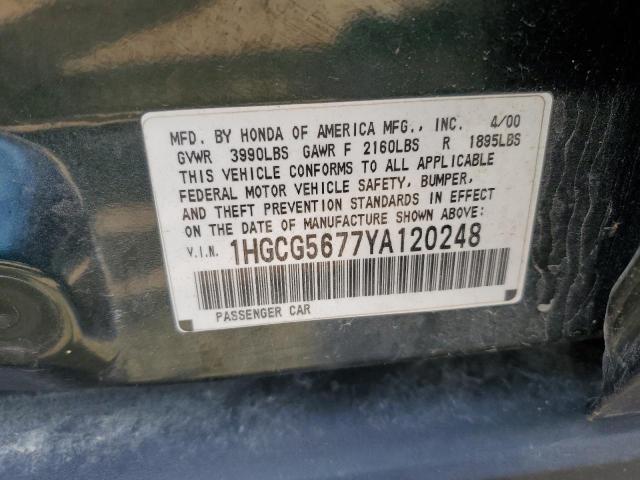 MFD. BY HONDA OF AMERICA MFG., INC. 4/00
GVWR 3990LBS GAWR F 2160LBS R 1895LBS
THIS VEHICLE CONFORMS TO ALL APPLICABLE
FEDERAL MOTOR VEHICLE SAFETY, BUMPER,
AND THEFT PREVENTION STANDARDS IN EFFECT
ON THE DATE OF MANUFACTURE SHOWN ABOVE:
V.I.N. 1HGCG5677YA120248
PASSENGER CAR